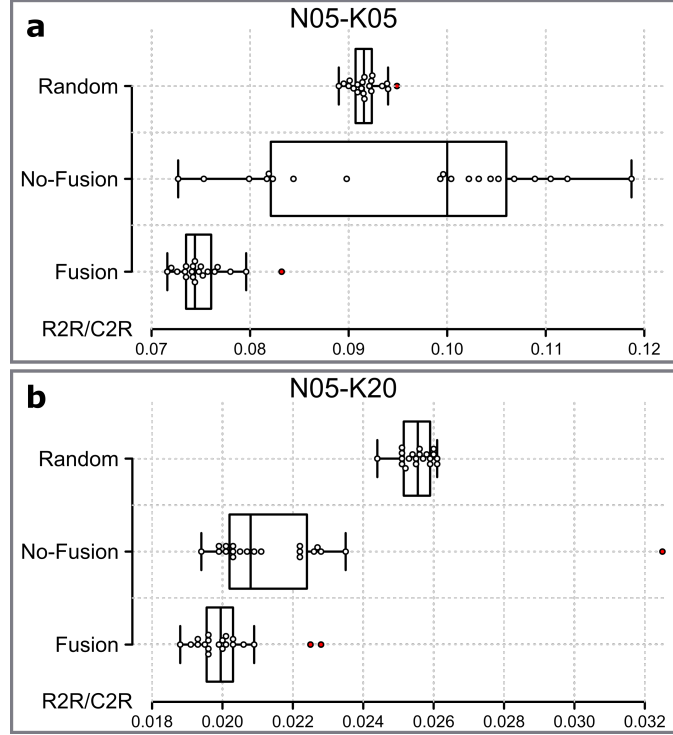 a
N05-K05
Random
No-Fusion
Fusion
R2R/C2R
0.07 0.08 0.09 0.10 0.11 0.12
b
N05-K20
Random
No-Fusion
Fusion
R2R/C2R
0.018 0.020 0.022 0.024 0.026 0.028 0.030 0.032